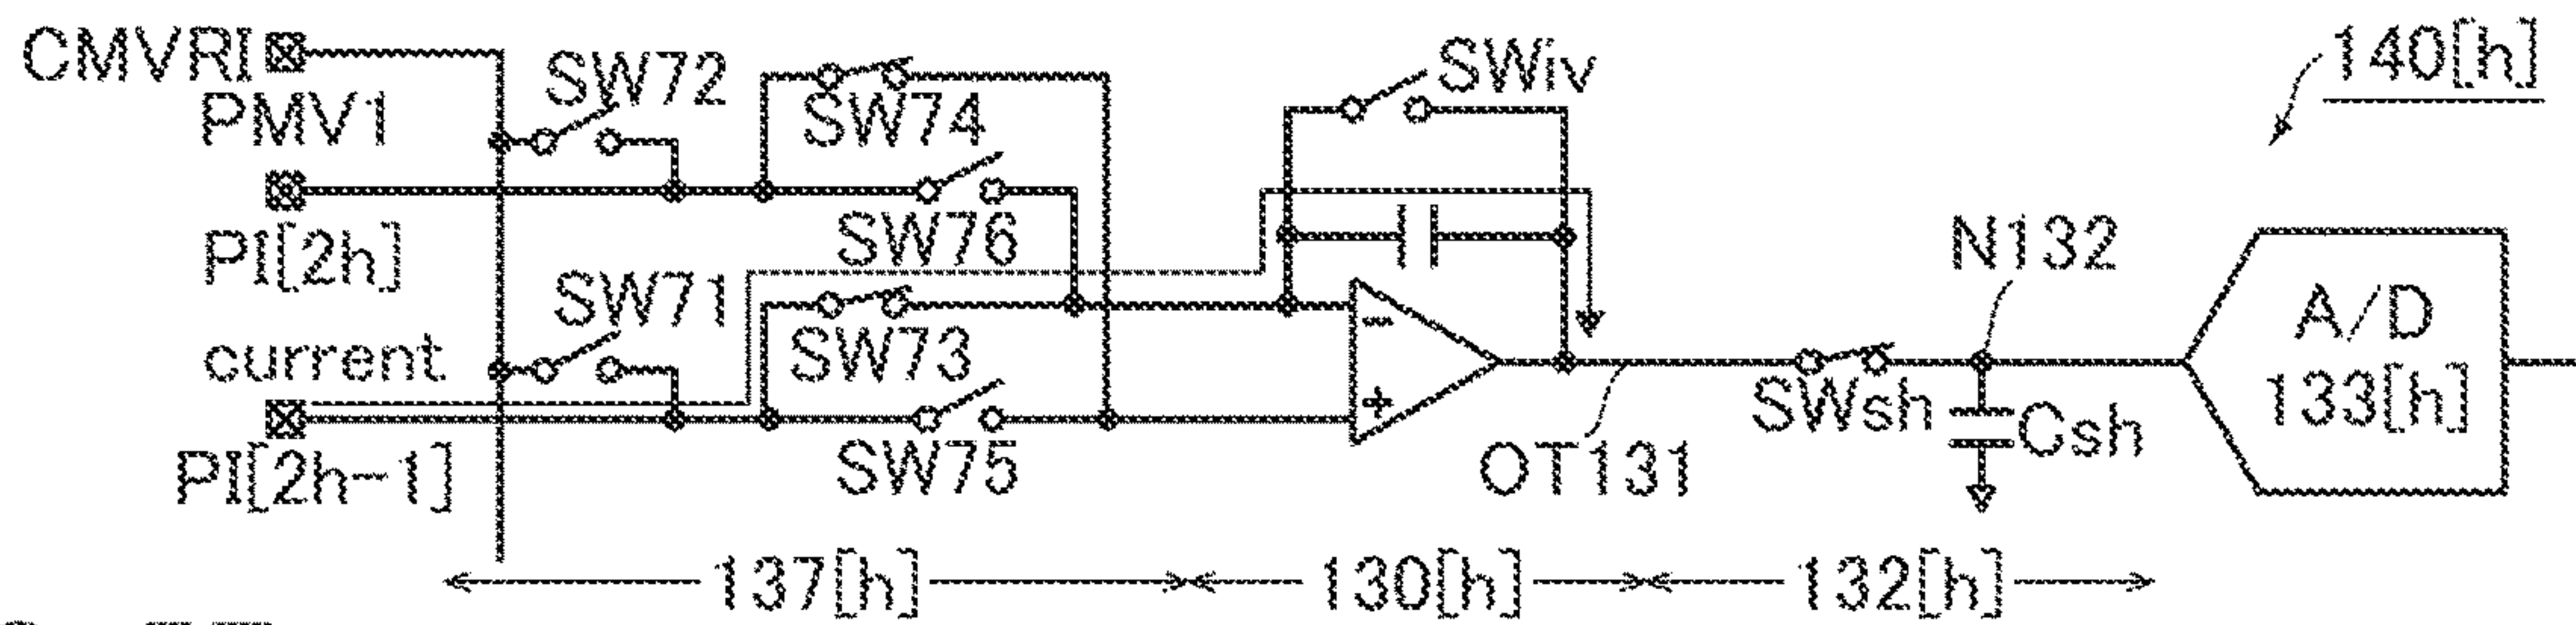 CMVRI
PMV1
PI[2h]
current
PI[2h-1]
SW72
SW74
SW76
SW71
SW73
SW75
SWiv
140[h]
-
+
OT131
SWsh
N132
Csh
A/D
133[h]
137[h]
130[h]
132[h]